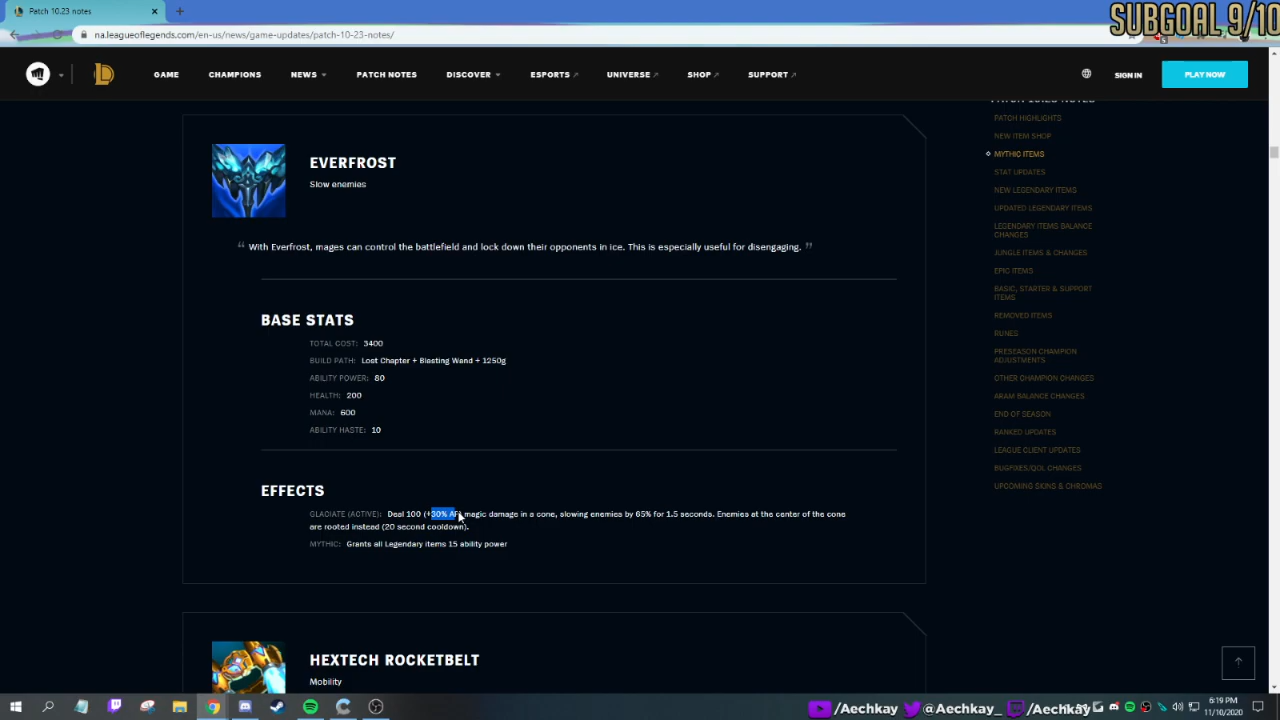 Patch 10.23 notes
SUBGOAL 9/10
na.leagueoflegends.com/en-us/news/game-updates/patch-10-23-notes/
GAME CHAMPIONS NEWS PATCH NOTES DISCOVER ESPORTS UNIVERSE SHOP SUPPORT SIGN IN PLAY NOW
EVERFROST
Slow enemies
“ With Everfrost, mages can control the battlefield and lock down their opponents in ice. This is especially useful for disengaging. ”
BASE STATS
TOTAL COST: 3400
BUILD PATH: Lost Chapter + Blasting Wand + 1250g
ABILITY POWER: 80
HEALTH: 200
MANA: 600
ABILITY HASTE: 10
EFFECTS
GLACIATE (ACTIVE): Deal 100 (+30% AP) magic damage in a cone, slowing enemies by 65% for 1.5 seconds. Enemies at the center of the cone
are rooted instead (20 second cooldown).
MYTHIC: Grants all Legendary items 15 ability power
HEXTECH ROCKETBELT
Mobility
PATCH 10.23 NOTES
PATCH HIGHLIGHTS
NEW ITEM SHOP
MYTHIC ITEMS
STAT UPDATES
NEW LEGENDARY ITEMS
UPDATED LEGENDARY ITEMS
LEGENDARY ITEMS BALANCE
CHANGES
JUNGLE ITEMS & CHANGES
EPIC ITEMS
BASIC, STARTER & SUPPORT
ITEMS
REMOVED ITEMS
RUNES
PRESEASON CHAMPION
ADJUSTMENTS
OTHER CHAMPION CHANGES
ARAM BALANCE CHANGES
END OF SEASON
RANKED UPDATES
LEAGUE CLIENT UPDATES
BUGFIXES/QOL CHANGES
UPCOMING SKINS & CHROMAS
/Aechkay @Aechkay_ /Aechkay
6:19 PM
11/10/2020